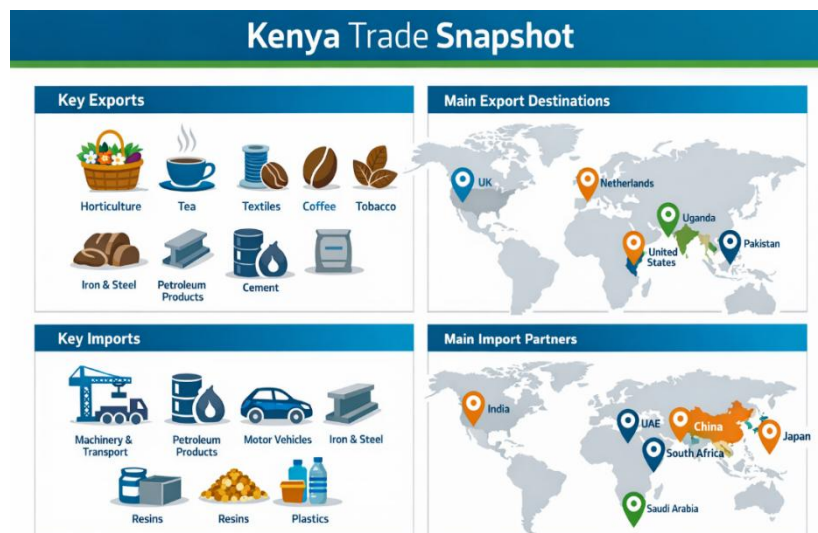 Kenya Trade Snapshot
Key Exports
Horticulture
Tea
Textiles
Coffee
Tobacco
Iron & Steel
Petroleum
Products
Cement
Main Export Destinations
UK
Netherlands
Uganda
United
States
Pakistan
Key Imports
Machinery &
Transport
Petroleum
Products
Motor Vehicles
Iron & Steel
Resins
Resins
Plastics
Main Import Partners
India
UAE
China
Japan
South Africa
Saudi Arabia